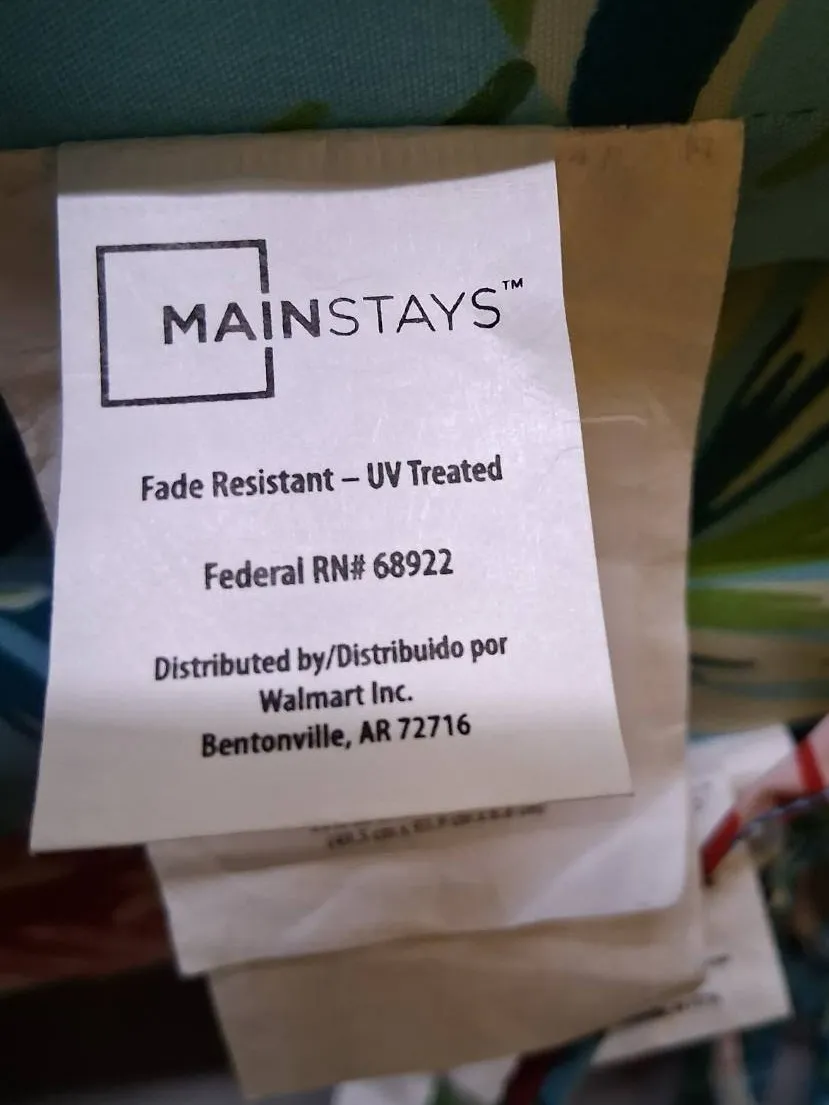 MAINSTAYS™
Fade Resistant – UV Treated
Federal RN# 68922
Distributed by/Distribuido por
Walmart Inc.
Bentonville, AR 72716